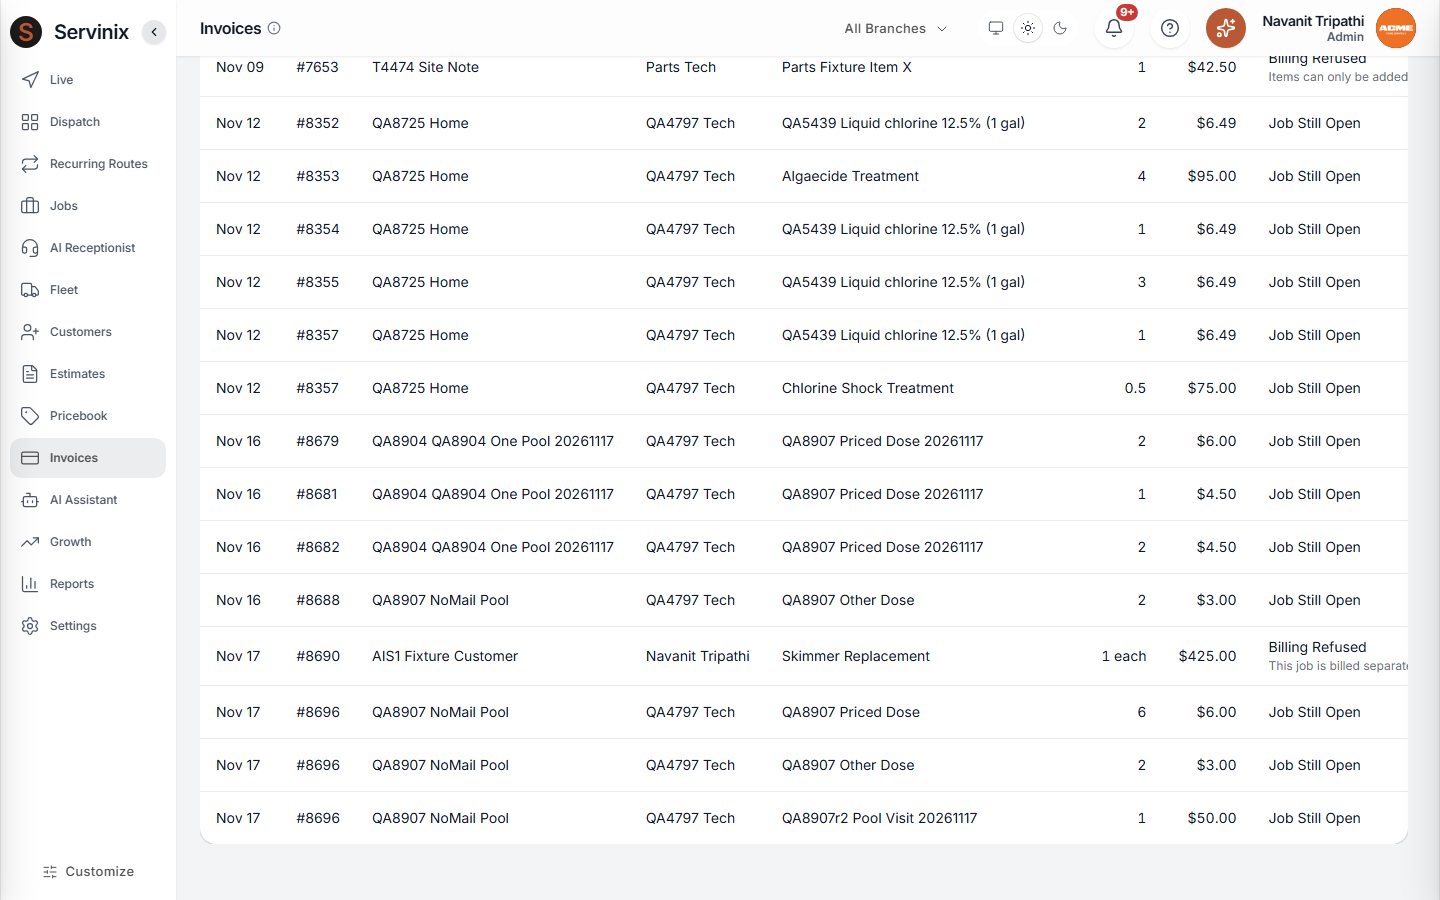 S Servinix
Live
Dispatch
Recurring Routes
Jobs
AI Receptionist
Fleet
Customers
Estimates
Pricebook
Invoices
AI Assistant
Growth
Reports
Settings
Customize
Invoices
All Branches
9+
Navanit Tripathi
Admin
ACME
Nov 09 #7653 T4474 Site Note Parts Tech Parts Fixture Item X 1 $42.50 Billing Refused
Items can only be added
Nov 12 #8352 QA8725 Home QA4797 Tech QA5439 Liquid chlorine 12.5% (1 gal) 2 $6.49 Job Still Open
Nov 12 #8353 QA8725 Home QA4797 Tech Algaecide Treatment 4 $95.00 Job Still Open
Nov 12 #8354 QA8725 Home QA4797 Tech QA5439 Liquid chlorine 12.5% (1 gal) 1 $6.49 Job Still Open
Nov 12 #8355 QA8725 Home QA4797 Tech QA5439 Liquid chlorine 12.5% (1 gal) 3 $6.49 Job Still Open
Nov 12 #8357 QA8725 Home QA4797 Tech QA5439 Liquid chlorine 12.5% (1 gal) 1 $6.49 Job Still Open
Nov 12 #8357 QA8725 Home QA4797 Tech Chlorine Shock Treatment 0.5 $75.00 Job Still Open
Nov 16 #8679 QA8904 QA8904 One Pool 20261117 QA4797 Tech QA8907 Priced Dose 20261117 2 $6.00 Job Still Open
Nov 16 #8681 QA8904 QA8904 One Pool 20261117 QA4797 Tech QA8907 Priced Dose 20261117 1 $4.50 Job Still Open
Nov 16 #8682 QA8904 QA8904 One Pool 20261117 QA4797 Tech QA8907 Priced Dose 20261117 2 $4.50 Job Still Open
Nov 16 #8688 QA8907 NoMail Pool QA4797 Tech QA8907 Other Dose 2 $3.00 Job Still Open
Nov 17 #8690 AIS1 Fixture Customer Navanit Tripathi Skimmer Replacement 1 each $425.00 Billing Refused
This job is billed separate
Nov 17 #8696 QA8907 NoMail Pool QA4797 Tech QA8907 Priced Dose 6 $6.00 Job Still Open
Nov 17 #8696 QA8907 NoMail Pool QA4797 Tech QA8907 Other Dose 2 $3.00 Job Still Open
Nov 17 #8696 QA8907 NoMail Pool QA4797 Tech QA8907r2 Pool Visit 20261117 1 $50.00 Job Still Open